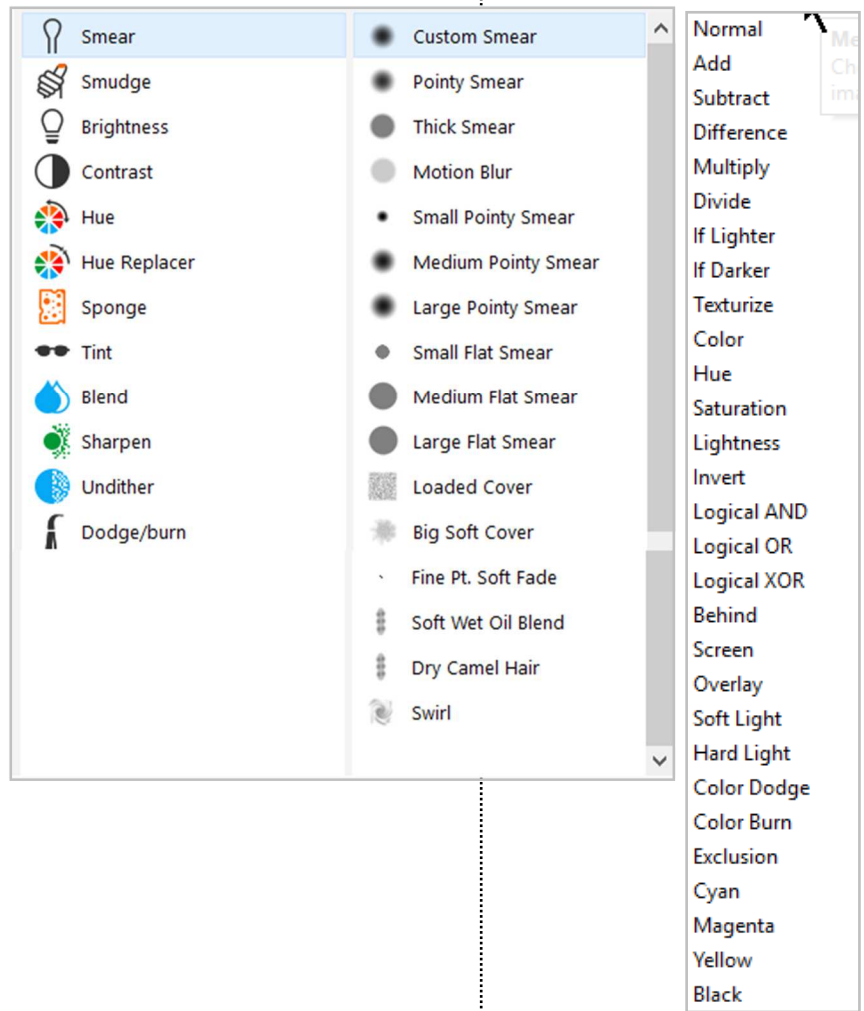 Smear
Smudge
Brightness
Contrast
Hue
Hue Replacer
Sponge
Tint
Blend
Sharpen
Undither
Dodge/burn
Custom Smear
Pointy Smear
Thick Smear
Motion Blur
Small Pointy Smear
Medium Pointy Smear
Large Pointy Smear
Small Flat Smear
Medium Flat Smear
Large Flat Smear
Loaded Cover
Big Soft Cover
Fine Pt. Soft Fade
Soft Wet Oil Blend
Dry Camel Hair
Swirl
Normal
Add
Subtract
Difference
Multiply
Divide
If Lighter
If Darker
Texturize
Color
Hue
Saturation
Lightness
Invert
Logical AND
Logical OR
Logical XOR
Behind
Screen
Overlay
Soft Light
Hard Light
Color Dodge
Color Burn
Exclusion
Cyan
Magenta
Yellow
Black